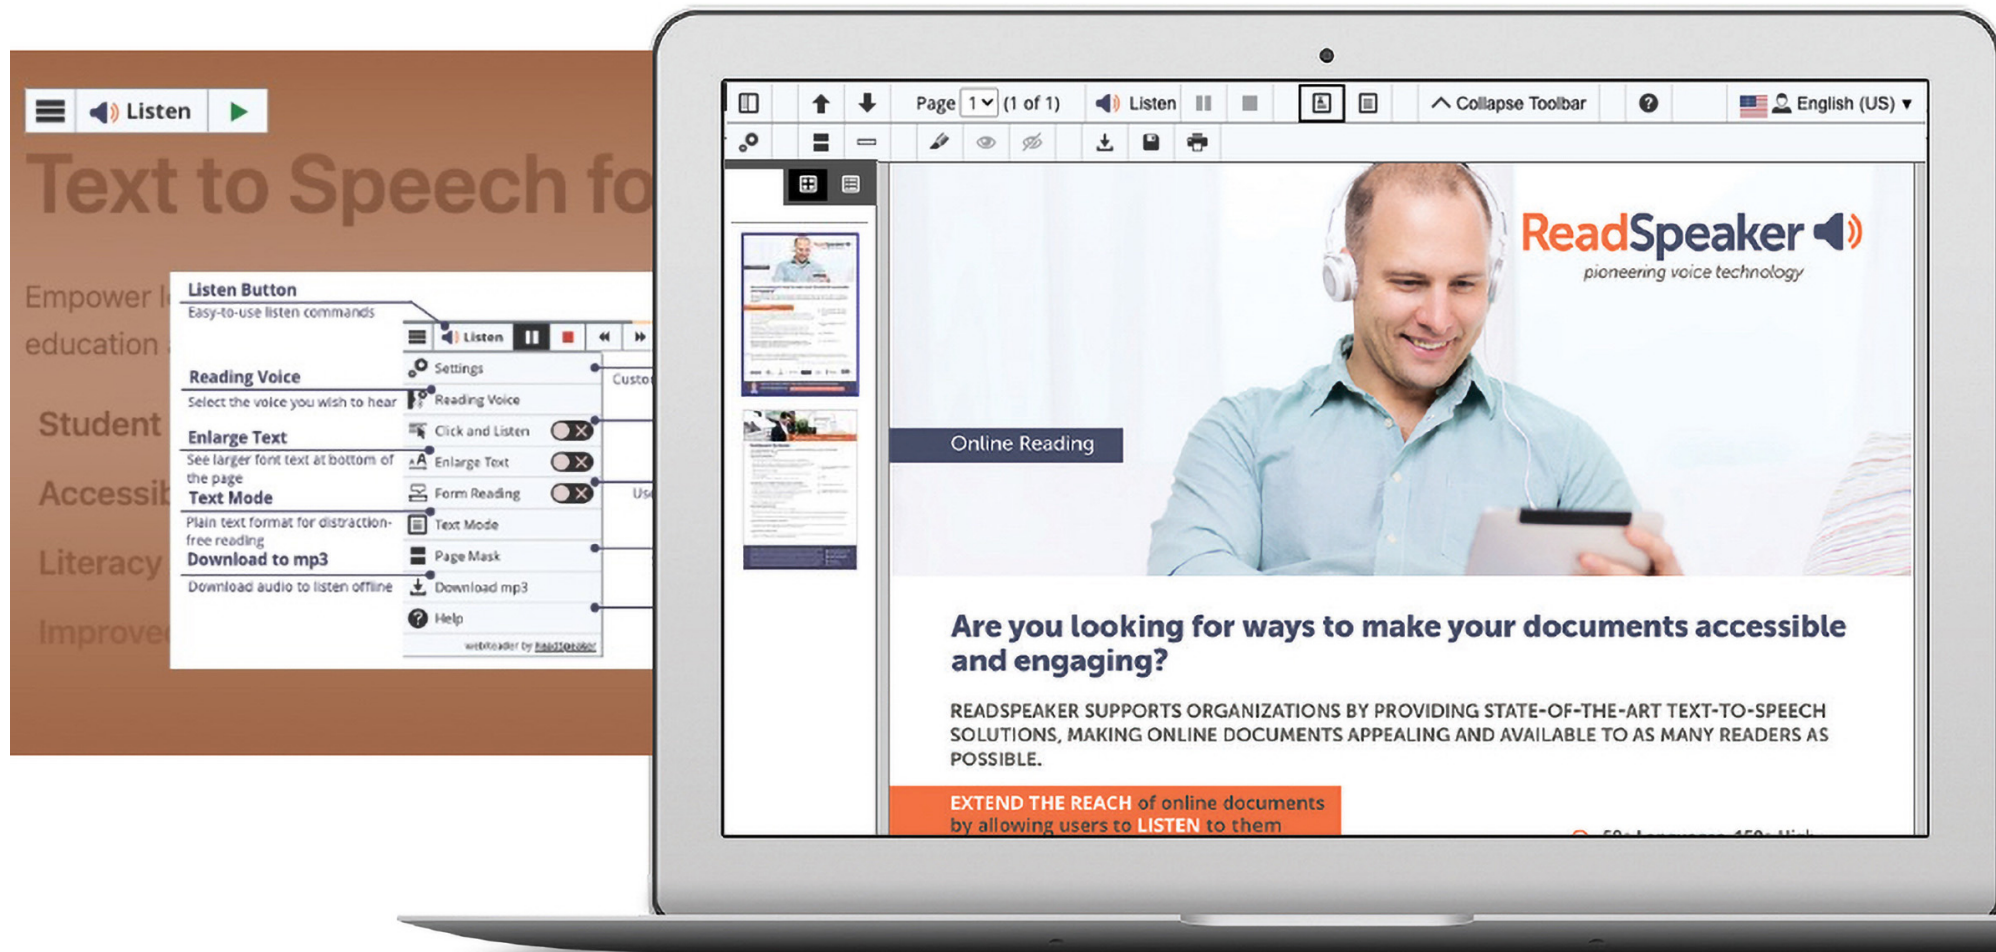 Listen
Text to Speech fo
Empower l
education
Student
Accessib
Literacy
Improved
Listen Button
Easy-to-use listen commands
Reading Voice
Select the voice you wish to hear
Enlarge Text
See larger font text at bottom of
the page
Text Mode
Plain text format for distraction-
free reading
Download to mp3
Download audio to listen offline
Listen
Settings
Reading Voice
Click and Listen
Enlarge Text
Form Reading
Text Mode
Page Mask
Download mp3
Help
webReader by ReadSpeaker
Custo
Use
Page 1 (1 of 1) Listen Collapse Toolbar English (US)
ReadSpeaker
pioneering voice technology
Online Reading
Are you looking for ways to make your documents accessible
and engaging?
READSPEAKER SUPPORTS ORGANIZATIONS BY PROVIDING STATE-OF-THE-ART TEXT-TO-SPEECH
SOLUTIONS, MAKING ONLINE DOCUMENTS APPEALING AND AVAILABLE TO AS MANY READERS AS
POSSIBLE.
EXTEND THE REACH of online documents
by allowing users to LISTEN to them